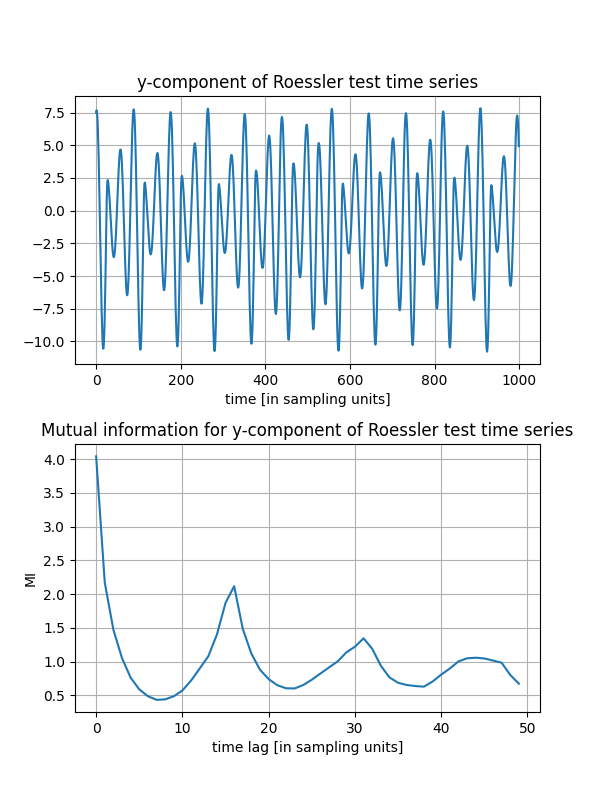 y-component of Roessler test time series
7.5
5.0
2.5
0.0
−2.5
−5.0
−7.5
−10.0
0 200 400 600 800 1000
time [in sampling units]
Mutual information for y-component of Roessler test time series
4.0
3.5
3.0
2.5
2.0
1.5
1.0
0.5
MI
0 10 20 30 40 50
time lag [in sampling units]